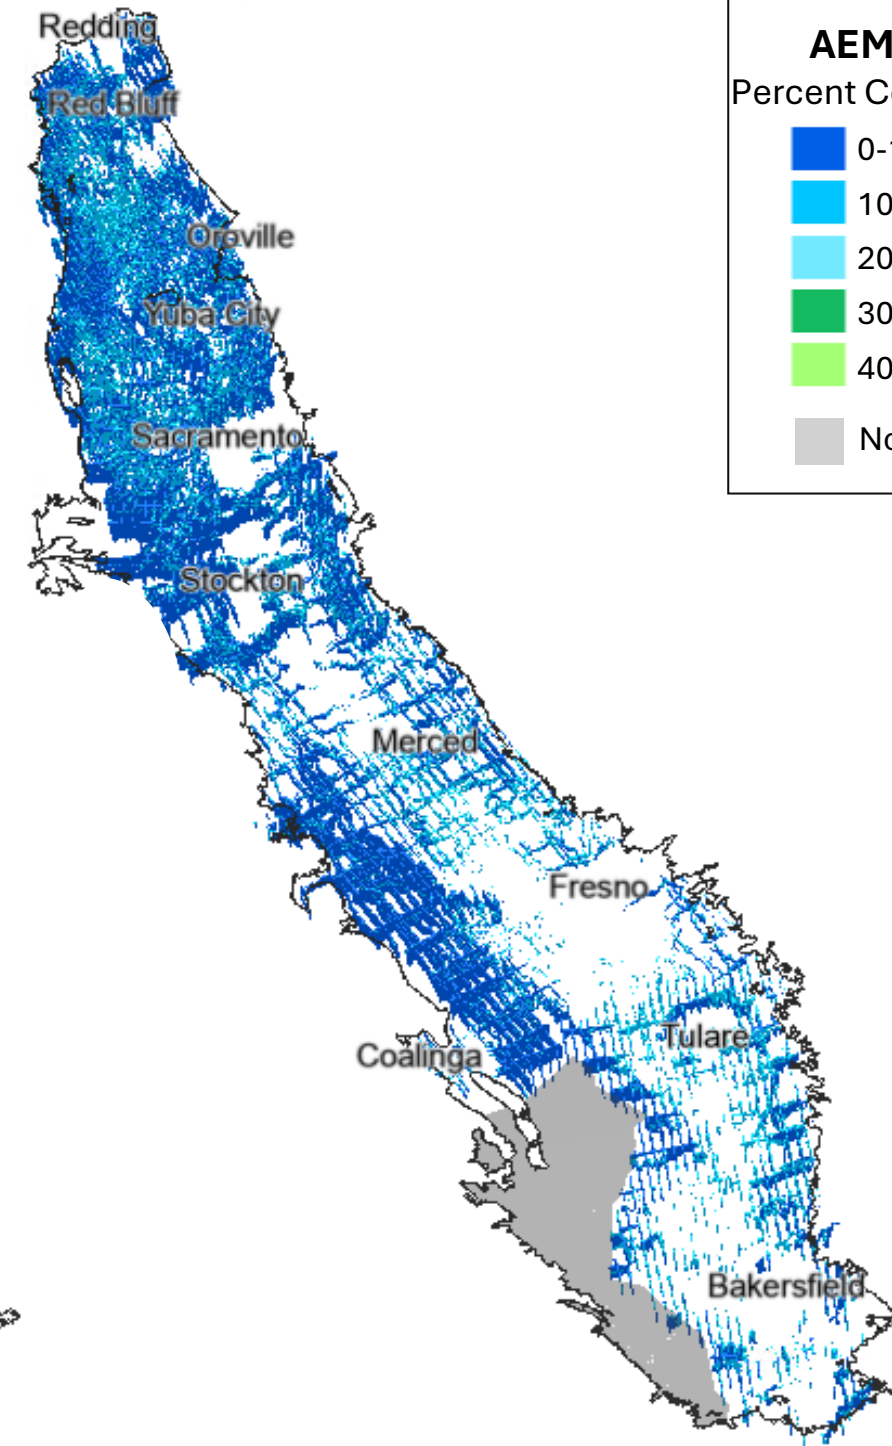 Redding
Red Bluff
Oroville
Yuba City
Sacramento
Stockton
Merced
Fresno
Coalinga
Tulare
Bakersfield
AEM
Percent C
0-
10
20
30
40
No